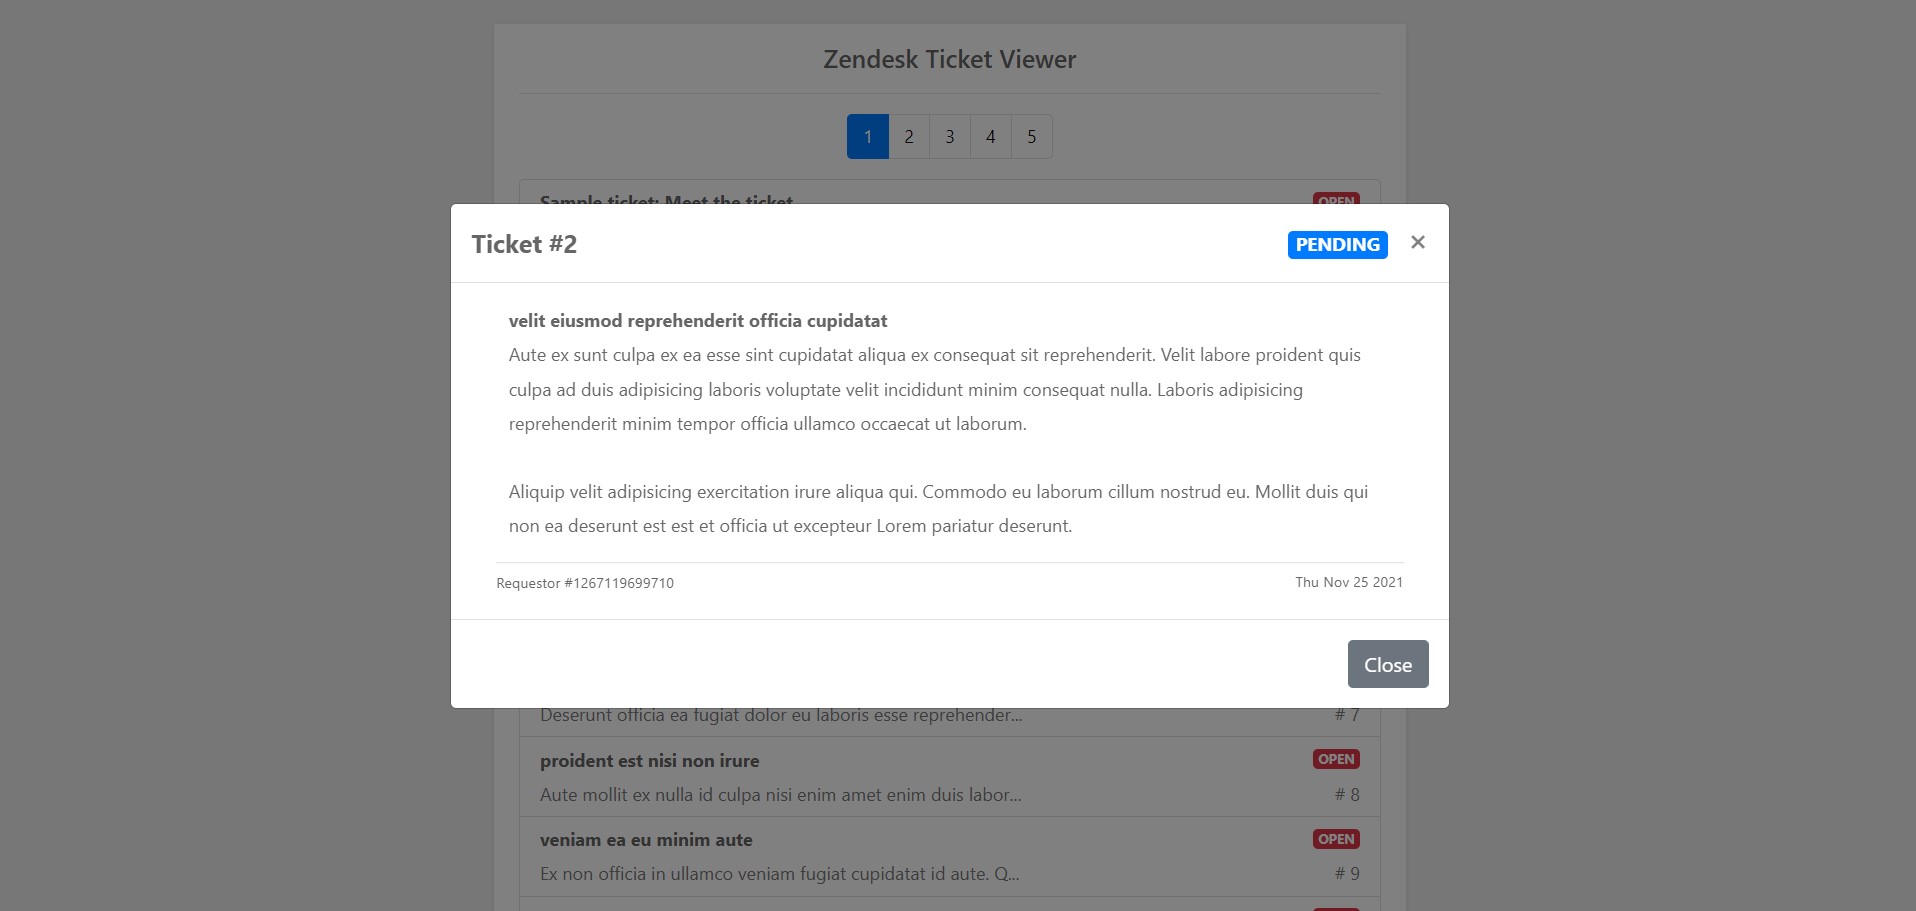 Zendesk Ticket Viewer
1 2 3 4 5
Sample ticket: Meet the ticket OPEN
Ticket #2 PENDING ×
velit eiusmod reprehenderit officia cupidatat
Aute ex sunt culpa ex ea esse sint cupidatat aliqua ex consequat sit reprehenderit. Velit labore proident quis
culpa ad duis adipisicing laboris voluptate velit incididunt minim consequat nulla. Laboris adipisicing
reprehenderit minim tempor officia ullamco occaecat ut laborum.
Aliquip velit adipisicing exercitation irure aliqua qui. Commodo eu laborum cillum nostrud eu. Mollit duis qui
non ea deserunt est est et officia ut excepteur Lorem pariatur deserunt.
Requestor #1267119699710 Thu Nov 25 2021
Close
Deserunt officia ea fugiat dolor eu laboris esse reprehender... # 7
proident est nisi non irure OPEN
Aute mollit ex nulla id culpa nisi enim amet enim duis labor... # 8
veniam ea eu minim aute OPEN
Ex non officia in ullamco veniam fugiat cupidatat id aute. Q... # 9